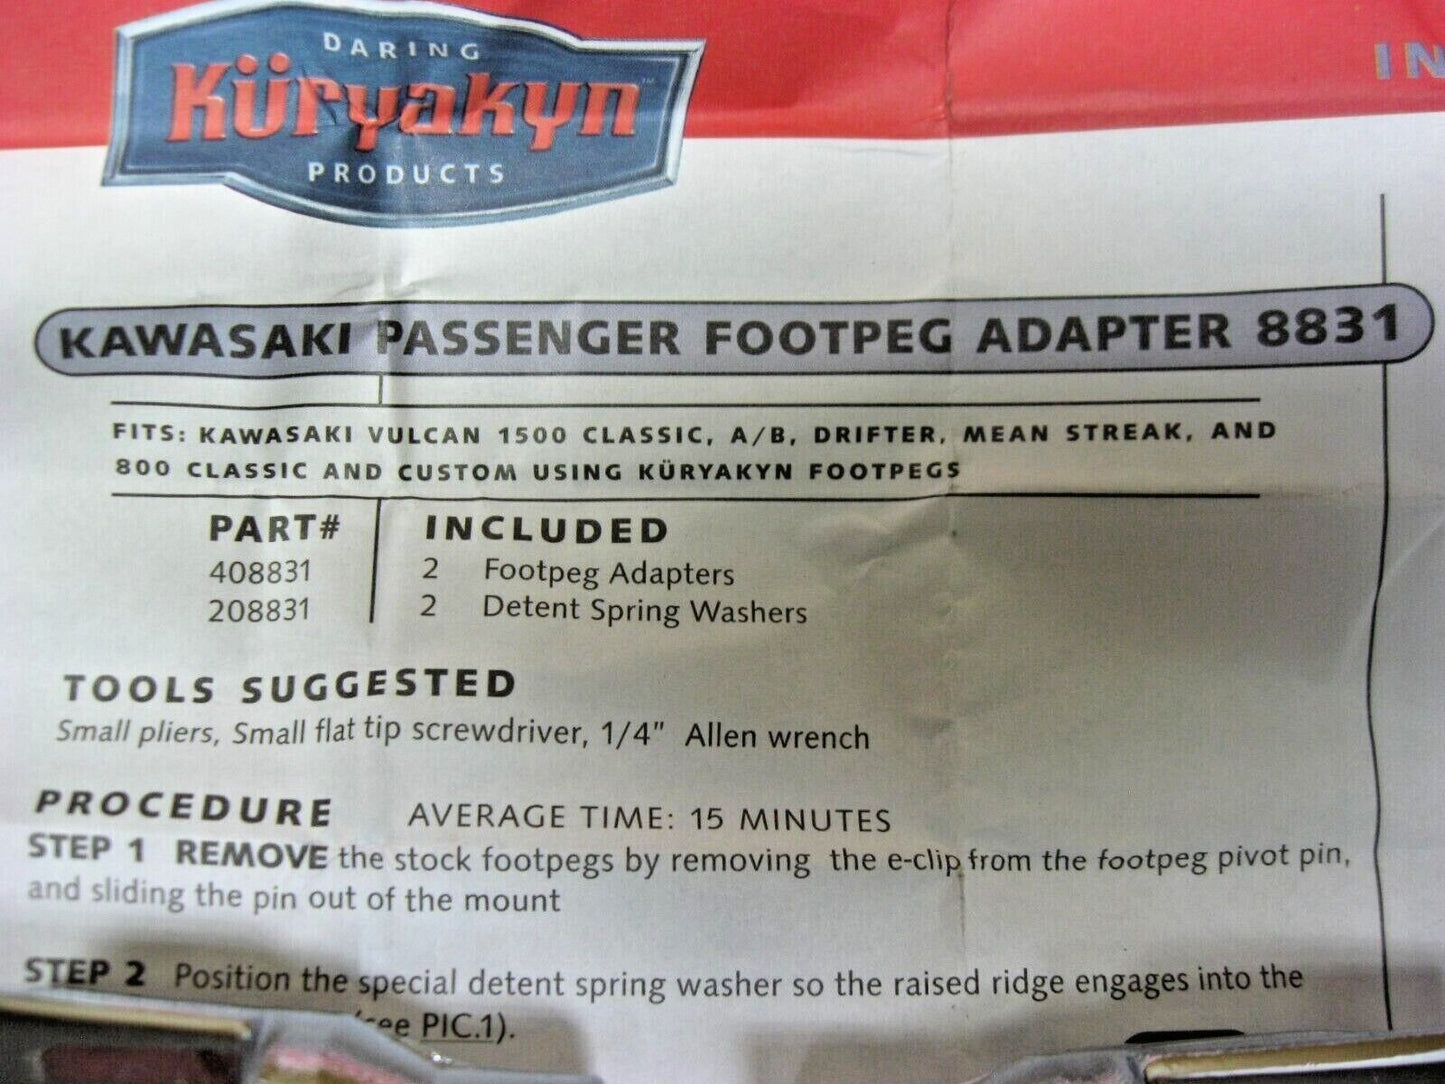 DARING
Küryakyn™
PRODUCTS
IN
KAWASAKI PASSENGER FOOTPEG ADAPTER 8831
FITS: KAWASAKI VULCAN 1500 CLASSIC, A/B, DRIFTER, MEAN STREAK, AND
800 CLASSIC AND CUSTOM USING KÜRYAKYN FOOTPEGS
PART# INCLUDED
408831 2 Footpeg Adapters
208831 2 Detent Spring Washers
TOOLS SUGGESTED
Small pliers, Small flat tip screwdriver, 1/4" Allen wrench
PROCEDURE AVERAGE TIME: 15 MINUTES
STEP 1 REMOVE the stock footpegs by removing the e-clip from the footpeg pivot pin,
and sliding the pin out of the mount
STEP 2 Position the special detent spring washer so the raised ridge engages into the
(see PIC.1).